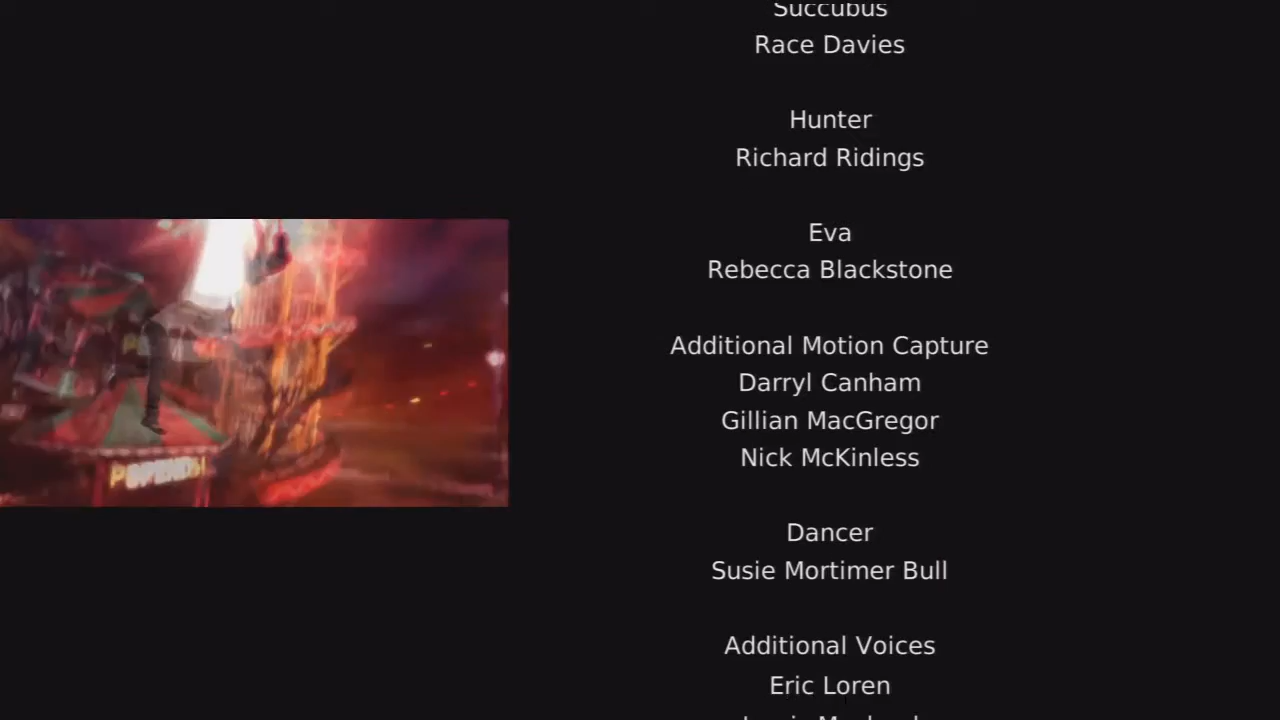 Succubus
Race Davies
Hunter
Richard Ridings
Eva
Rebecca Blackstone
Additional Motion Capture
Darryl Canham
Gillian MacGregor
Nick McKinless
Dancer
Susie Mortimer Bull
Additional Voices
Eric Loren